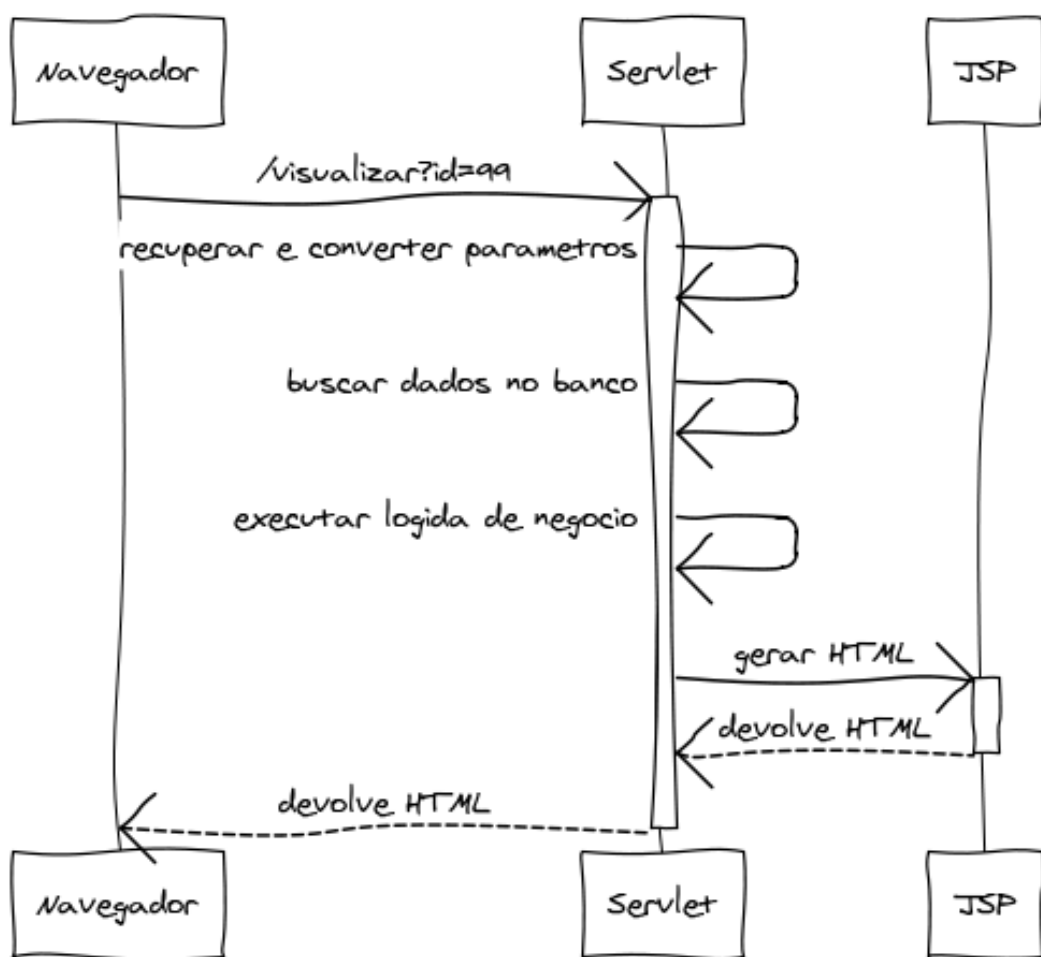 Navegador
Servlet
JSP
/visualizar?id=99
recuperar e converter parametros
buscar dados no banco
executar logida de negocio
gerar HTML
devolve HTML
devolve HTML
Navegador
Servlet
JSP